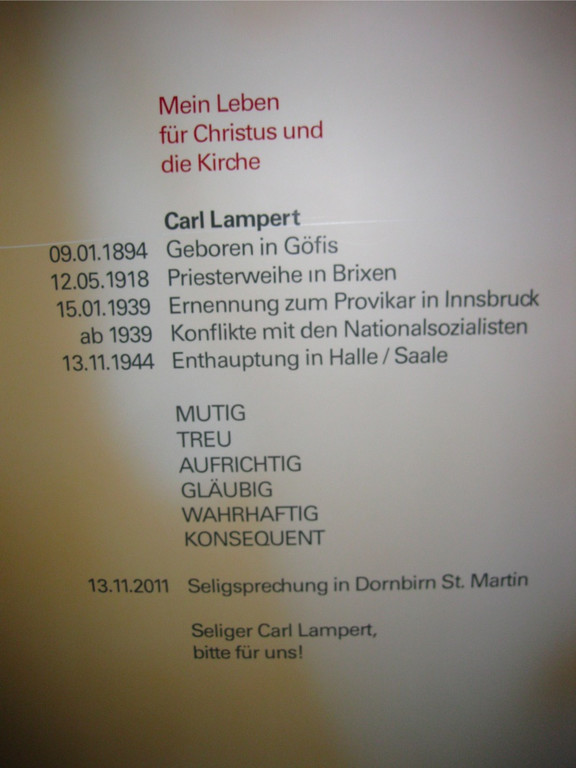 Mein Leben
für Christus und
die Kirche
Carl Lampert
09.01.1894 Geboren in Göfis
12.05.1918 Priesterweihe in Brixen
15.01.1939 Ernennung zum Provikar in Innsbruck
ab 1939 Konflikte mit den Nationalsozialisten
13.11.1944 Enthauptung in Halle / Saale
MUTIG
TREU
AUFRICHTIG
GLÄUBIG
WAHRHAFTIG
KONSEQUENT
13.11.2011 Seligsprechung in Dornbirn St. Martin
Seliger Carl Lampert,
bitte für uns!